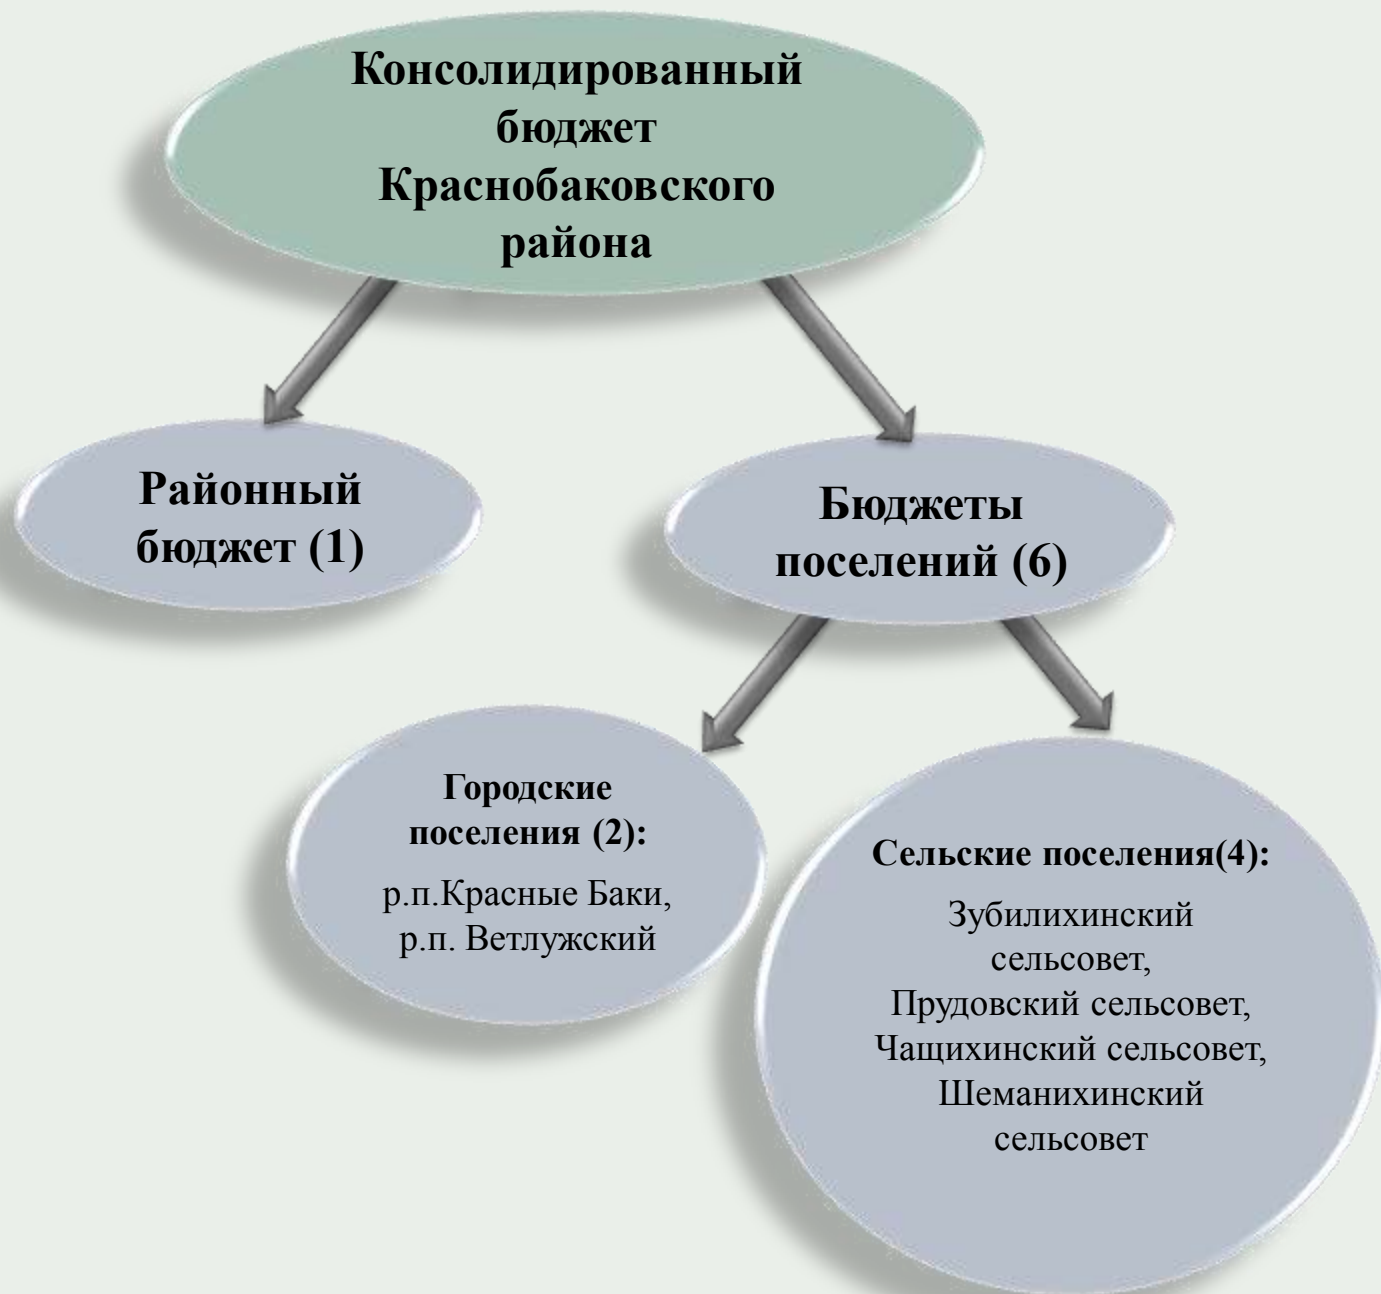 Консолидированный
бюджет
Краснобаковского
района
Районный
бюджет (1)
Бюджеты
поселений (6)
Городские
поселения (2):
р.п.Красные Баки,
р.п. Ветлужский
Сельские поселения(4):
Зубилихинский
сельсовет,
Прудовский сельсовет,
Чащихинский сельсовет,
Шеманихинский
сельсовет